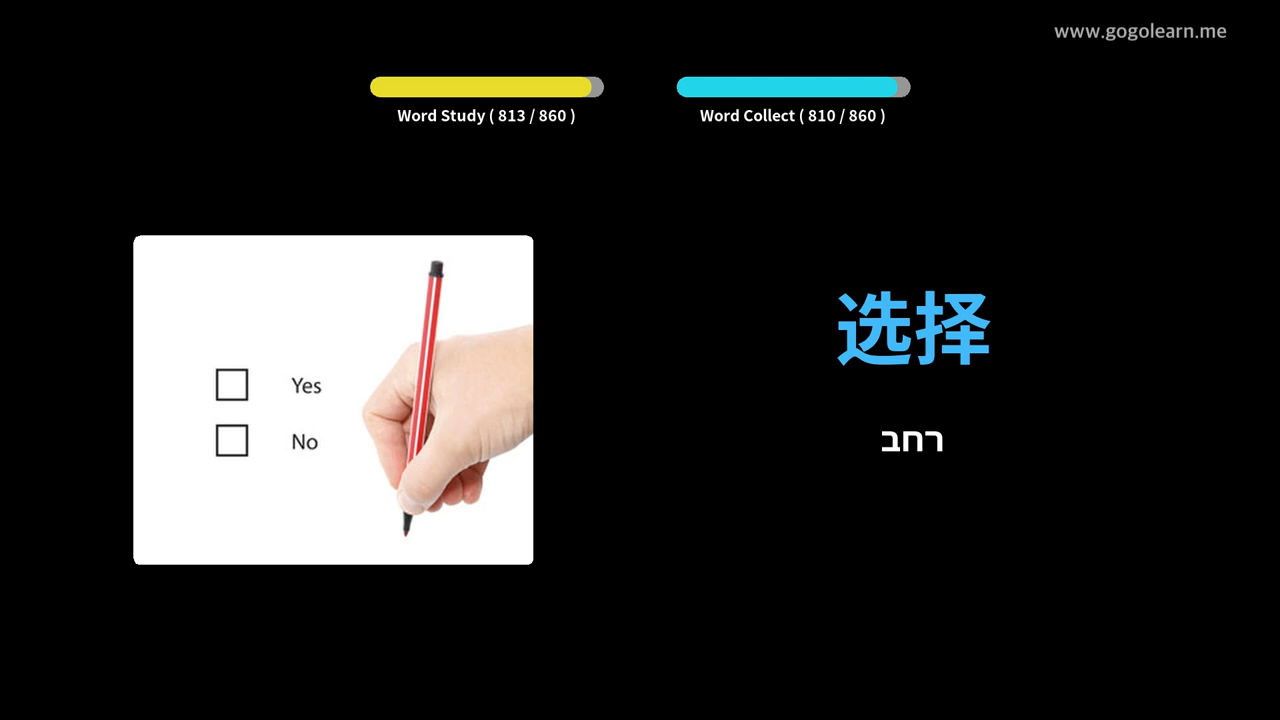 www.gogolearn.me
Word Study ( 813 / 860 )
Word Collect ( 810 / 860 )
选择
רחב
Yes
No